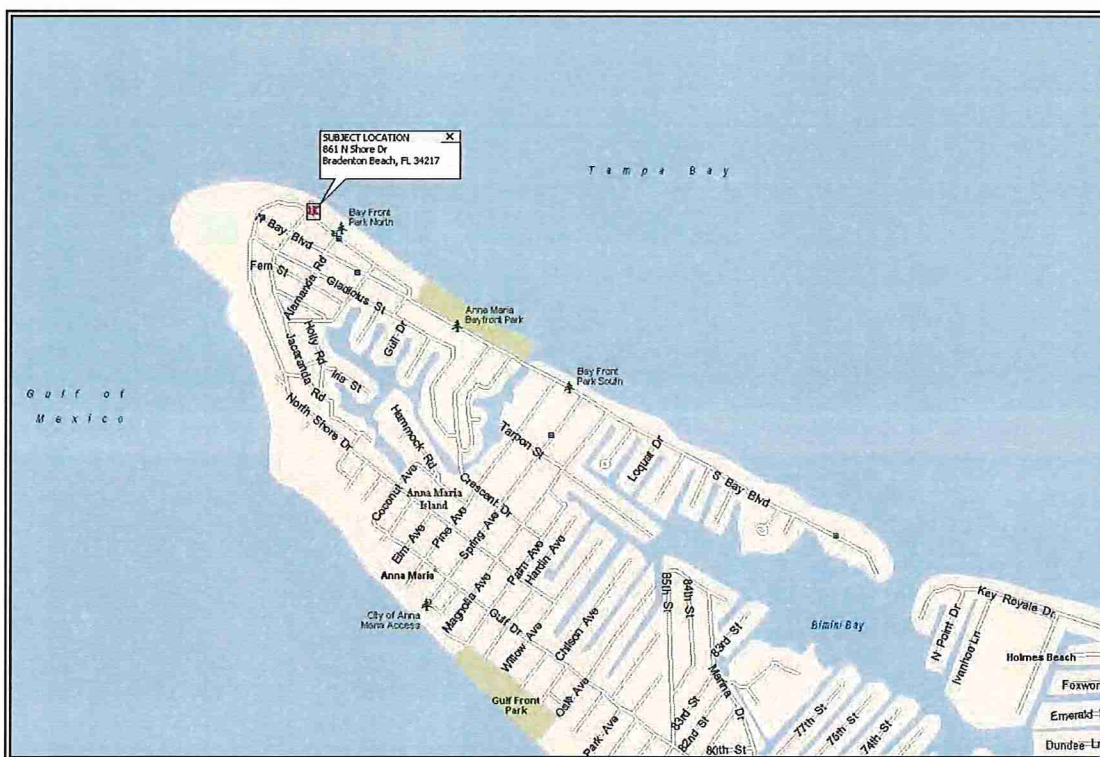 SUBJECT LOCATION
861 N Shore Dr
Bradenton Beach, FL 34217
Tampa Bay
Bay Front
Park North
Bay Blvd
Fern St
Alamanda Rd
Gladiolus St
Gulf Dr
Anna Maria
Bayfront Park
Holly Rd
Jacaranda Rd
Iris St
Bay Front
Park South
Gulf of
Mexico
North Shore Dr
Hammock Rd
Tarpon St
Loquat Dr
S Bay Blvd
Coconut Ave
Anna Maria
Island
Crescent Dr
Elm Ave
Pine Ave
Spring Ave
Palm Ave
Hardin Ave
Anna Maria
Magnolia Ave
City of Anna
Maria Access
Gulf Dr
Willow Ave
Chilson Ave
85th St
84th St
83rd St
Bimini Bay
Key Royale Dr
N Point Dr
Ivanhoe Ln
Holmes Beach
Gulf Front
Park
Oslo Ave
Park Ave
83rd St
82nd St
80th St
Marina Dr
77th St
75th St
74th St
Foxwor
Emerald
Dundee Ln